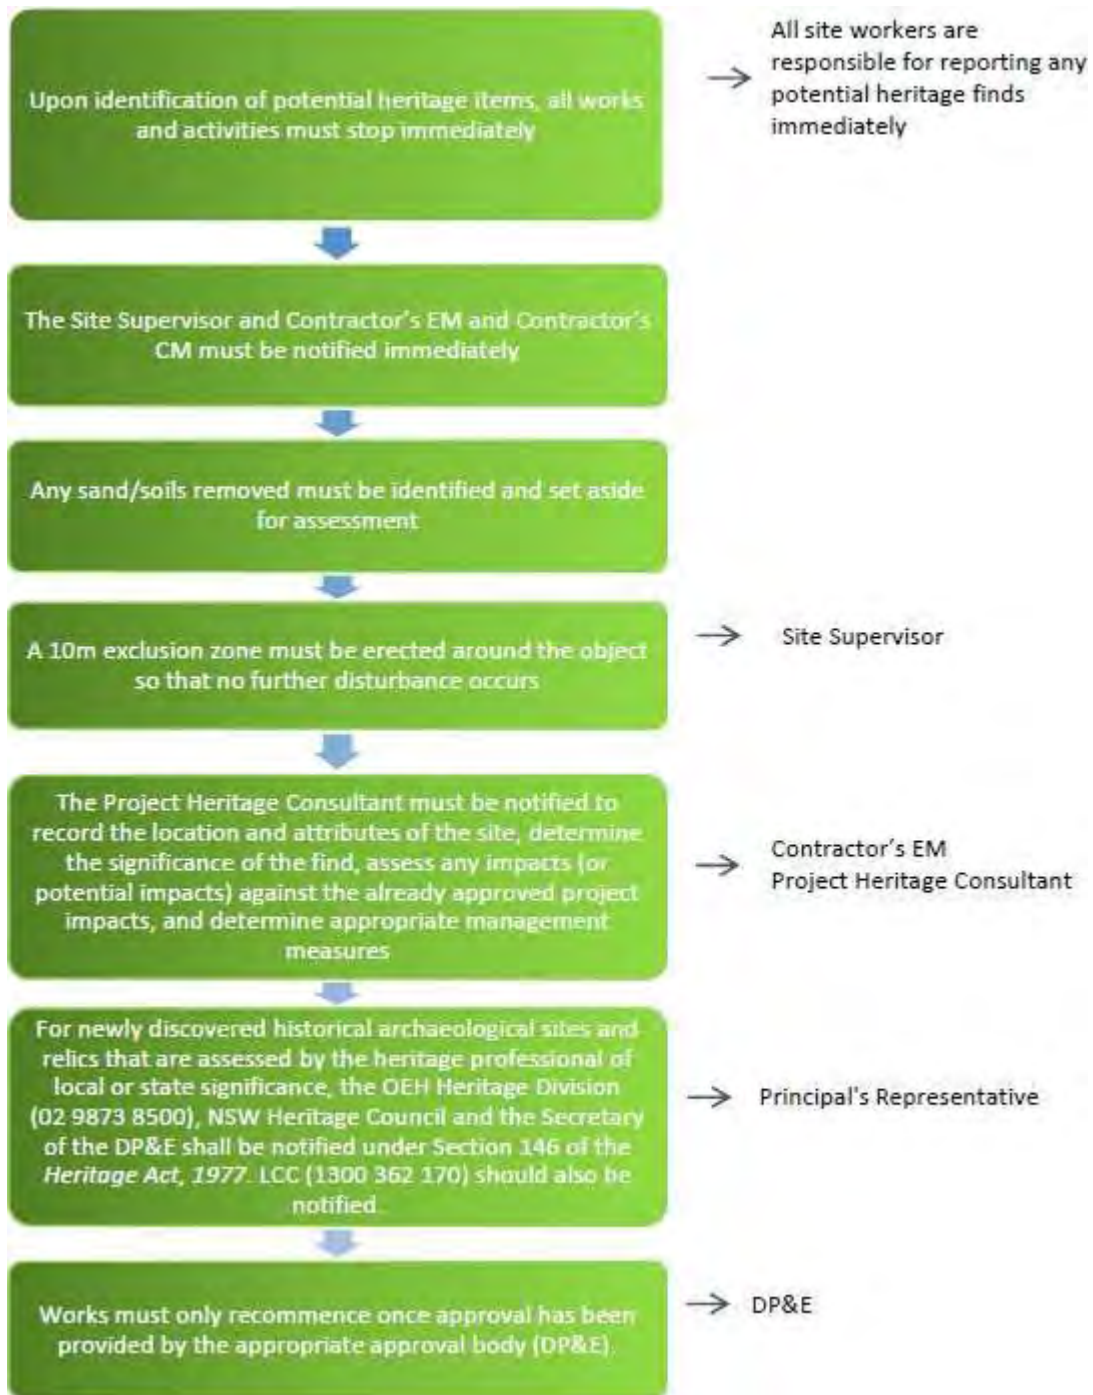 Upon identification of potential heritage items, all works
and activities must stop immediately
All site workers are
responsible for reporting any
potential heritage finds
immediately
The Site Supervisor and Contractor's EM and Contractor's
CM must be notified immediately
Any sand/soils removed must be identified and set aside
for assessment
A 10m exclusion zone must be erected around the object
so that no further disturbance occurs
Site Supervisor
The Project Heritage Consultant must be notified to
record the location and attributes of the site, determine
the significance of the find, assess any impacts (or
potential impacts) against the already approved project
impacts, and determine appropriate management
measures
Contractor's EM
Project Heritage Consultant
For newly discovered historical archaeological sites and
relics that are assessed by the heritage professional of
local or state significance, the OEH Heritage Division
(02 9873 8500), NSW Heritage Council and the Secretary
of the DP&E shall be notified under Section 146 of the
Heritage Act, 1977. LCC (1300 362 170) should also be
notified.
Principal's Representative
Works must only recommence once approval has been
provided by the appropriate approval body (DP&E).
DP&E